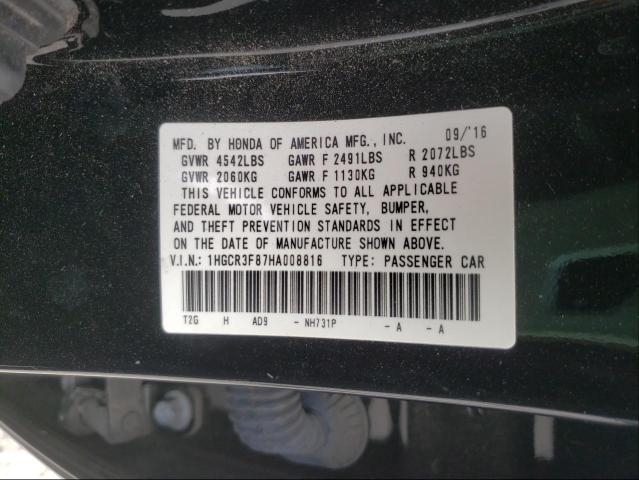 MFD. BY HONDA OF AMERICA MFG., INC. 09/'16
GVWR 4542LBS GAWR F 2491LBS R 2072LBS
GVWR 2060KG GAWR F 1130KG R 940KG
THIS VEHICLE CONFORMS TO ALL APPLICABLE
FEDERAL MOTOR VEHICLE SAFETY, BUMPER,
AND THEFT PREVENTION STANDARDS IN EFFECT
ON THE DATE OF MANUFACTURE SHOWN ABOVE.
V.I.N.: 1HGCR3F87HA008816 TYPE: PASSENGER CAR
T2G H AD9 - NH731P - A - A